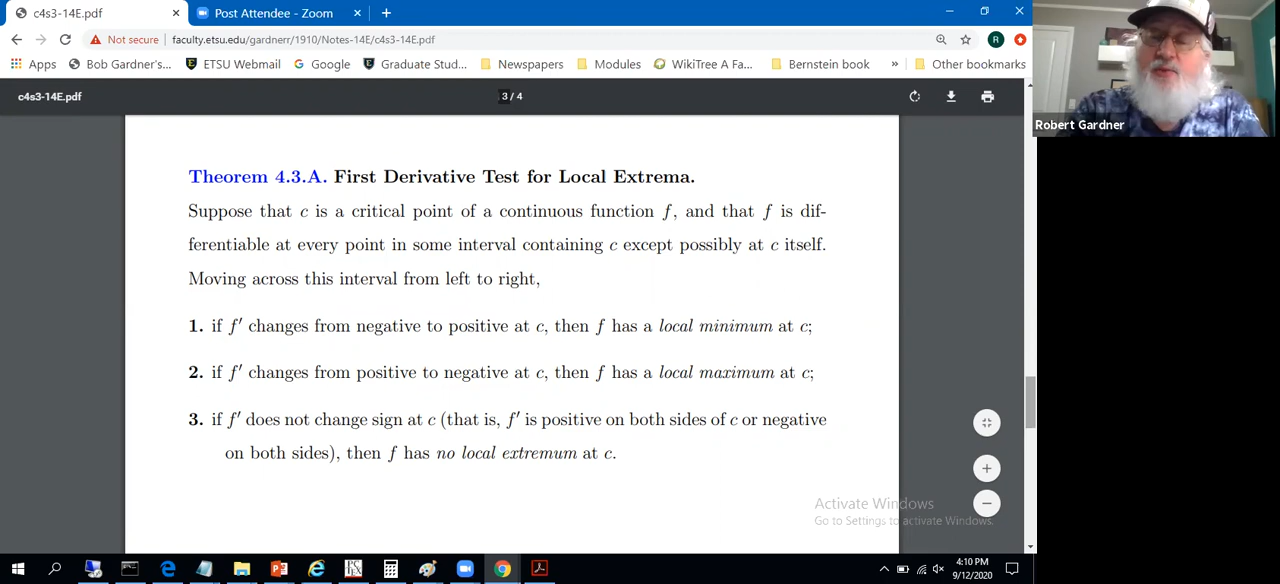 c4s3-14E.pdf
Post Attendee - Zoom
Not secure
faculty.etsu.edu/gardnerr/1910/Notes-14E/c4s3-14E.pdf
R
Apps
Bob Gardner's...
ETSU Webmail
Google
Graduate Stud...
Newspapers
Modules
WikiTree A Fa...
Bernstein book
»
Other bookmarks
c4s3-14E.pdf
3 / 4
Robert Gardner
Theorem 4.3.A. First Derivative Test for Local Extrema.
Suppose that c is a critical point of a continuous function f, and that f is dif-
ferentiable at every point in some interval containing c except possibly at c itself.
Moving across this interval from left to right,
1. if f′ changes from negative to positive at c, then f has a local minimum at c;
2. if f′ changes from positive to negative at c, then f has a local maximum at c;
3. if f′ does not change sign at c (that is, f′ is positive on both sides of c or negative
on both sides), then f has no local extremum at c.
Activate Windows
Go to Settings to activate Windows.
4:10 PM
9/12/2020